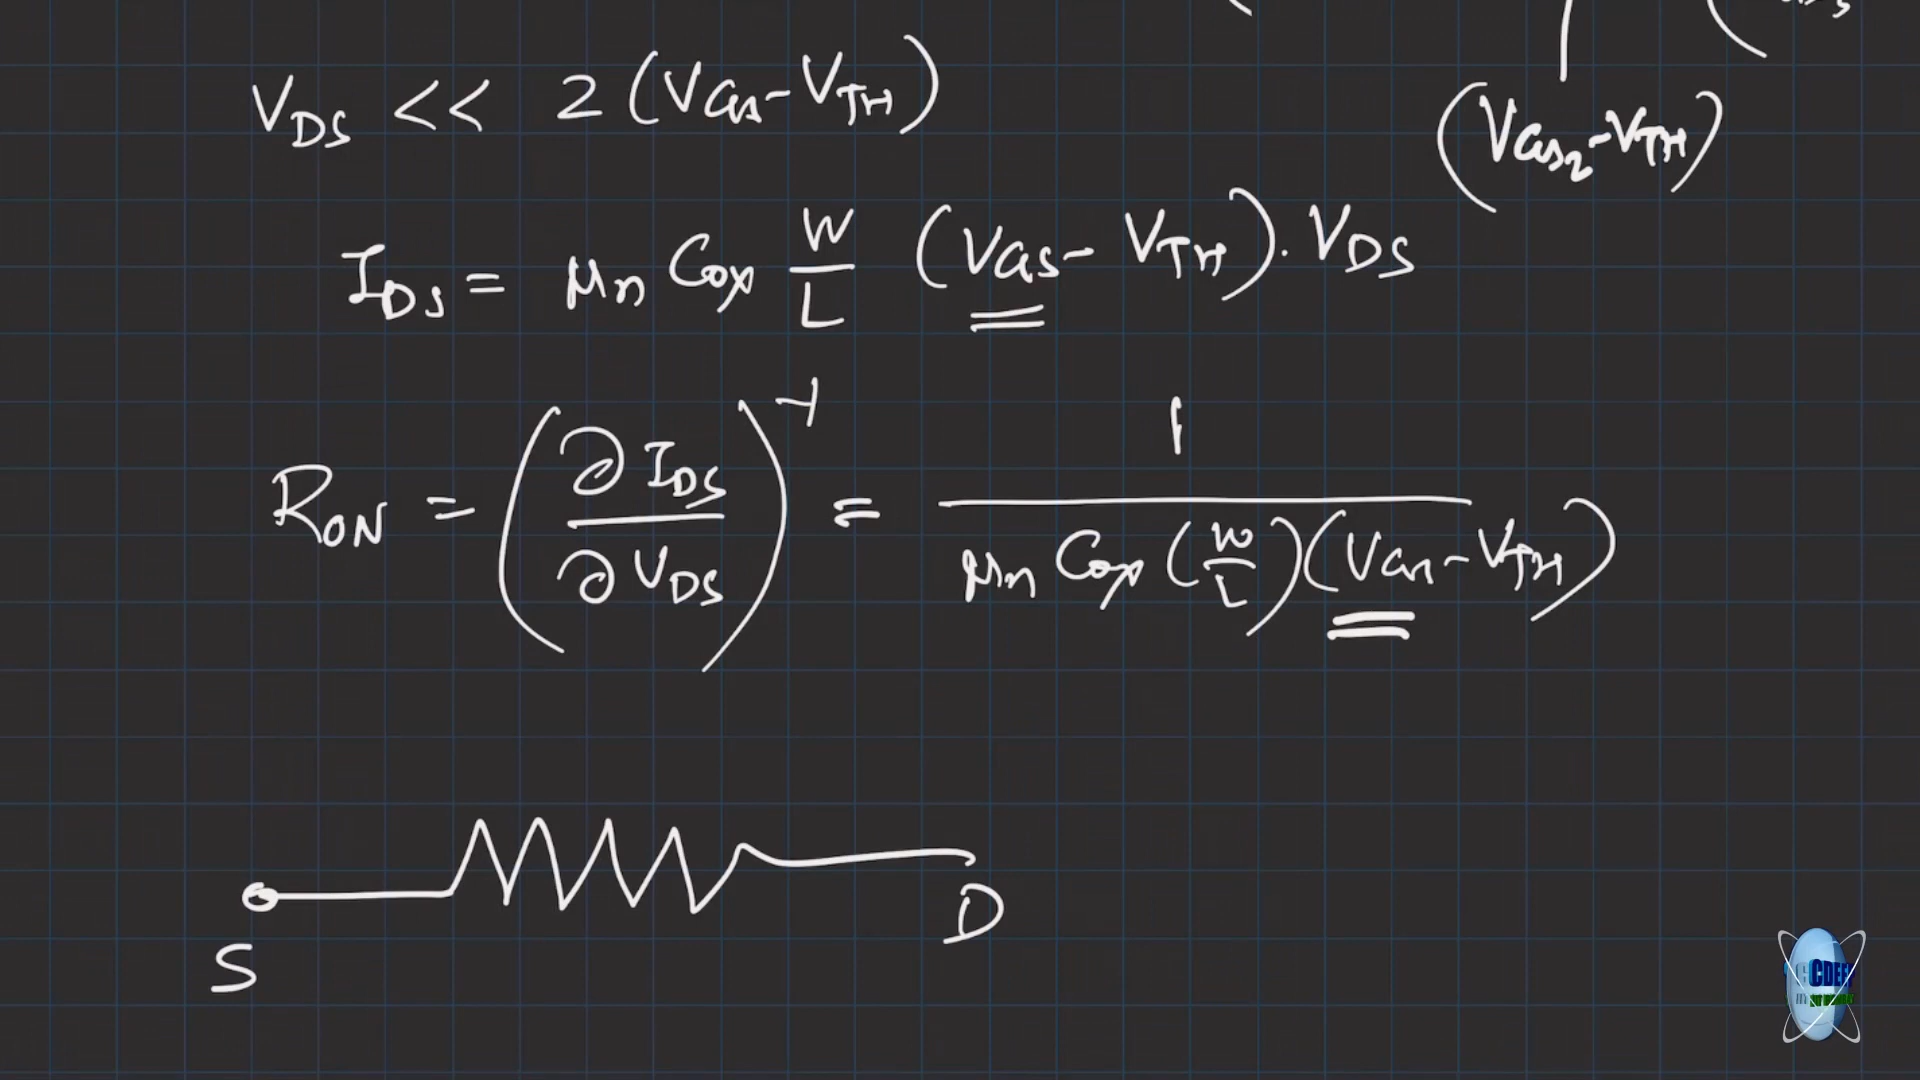 V_DS << 2 (V_GS - V_TH)
(V_GS2 - V_TH)
I_DS = μn Cox W/L (V_GS - V_TH) . V_DS
R_ON = (∂ I_DS / ∂ V_DS)^-1 = 1 / μn Cox (W/L) (V_GS - V_TH)
S D
CDEEP